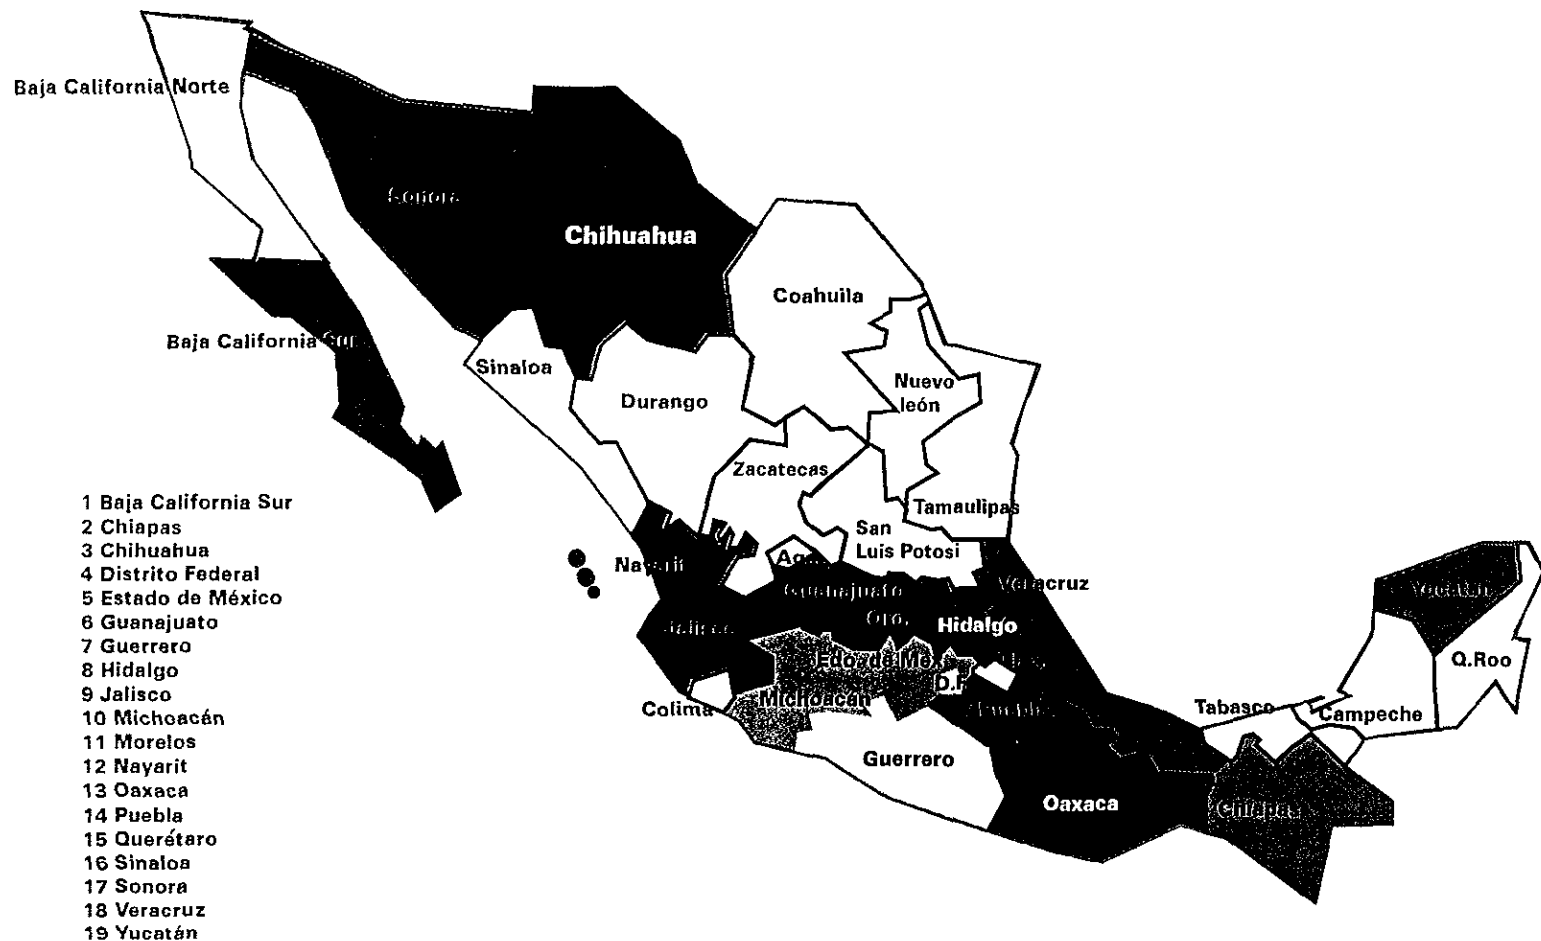 Baja California Norte
Sonora
Chihuahua
Coahuila
Baja California Sur
Sinaloa
Nuevo
león
Durango
Zacatecas
Tamaulipas
San
Luis Potosi
1 Baja California Sur
2 Chiapas
3 Chihuahua
4 Distrito Federal
5 Estado de México
6 Guanajuato
7 Guerrero
8 Hidalgo
9 Jalisco
10 Michoacán
11 Morelos
12 Nayarit
13 Oaxaca
14 Puebla
15 Querétaro
16 Sinaloa
17 Sonora
18 Veracruz
19 Yucatán
Nayarit
Veracruz
Guanajuato
Yucatán
Qro.
Hidalgo
Jalisco
Edo. de Mex
Q.Roo
D.F.
Michoacán
Colima
Puebla
Tabasco
Campeche
Guerrero
Oaxaca
Chiapas